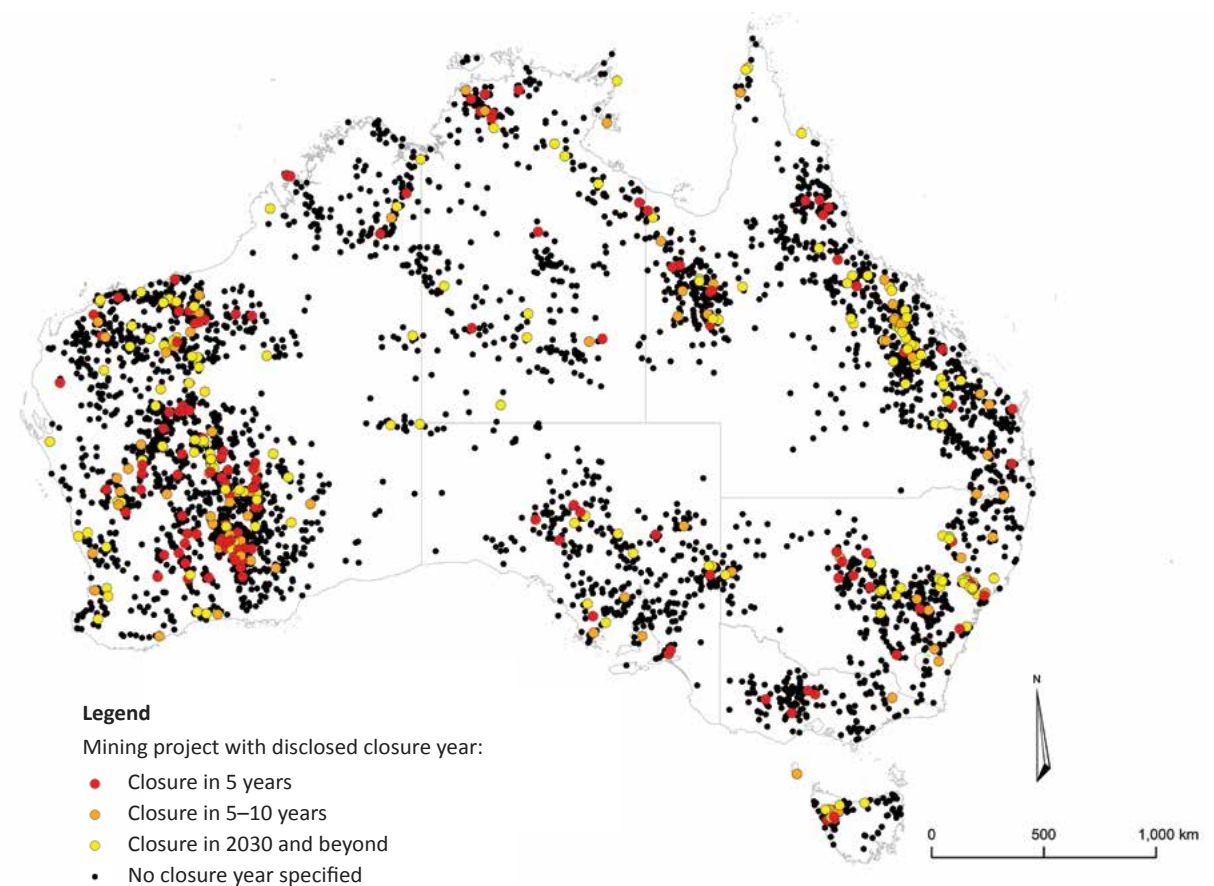 N
Legend
Mining project with disclosed closure year:
Closure in 5 years
Closure in 5–10 years
Closure in 2030 and beyond
No closure year specified
0 500 1,000 km